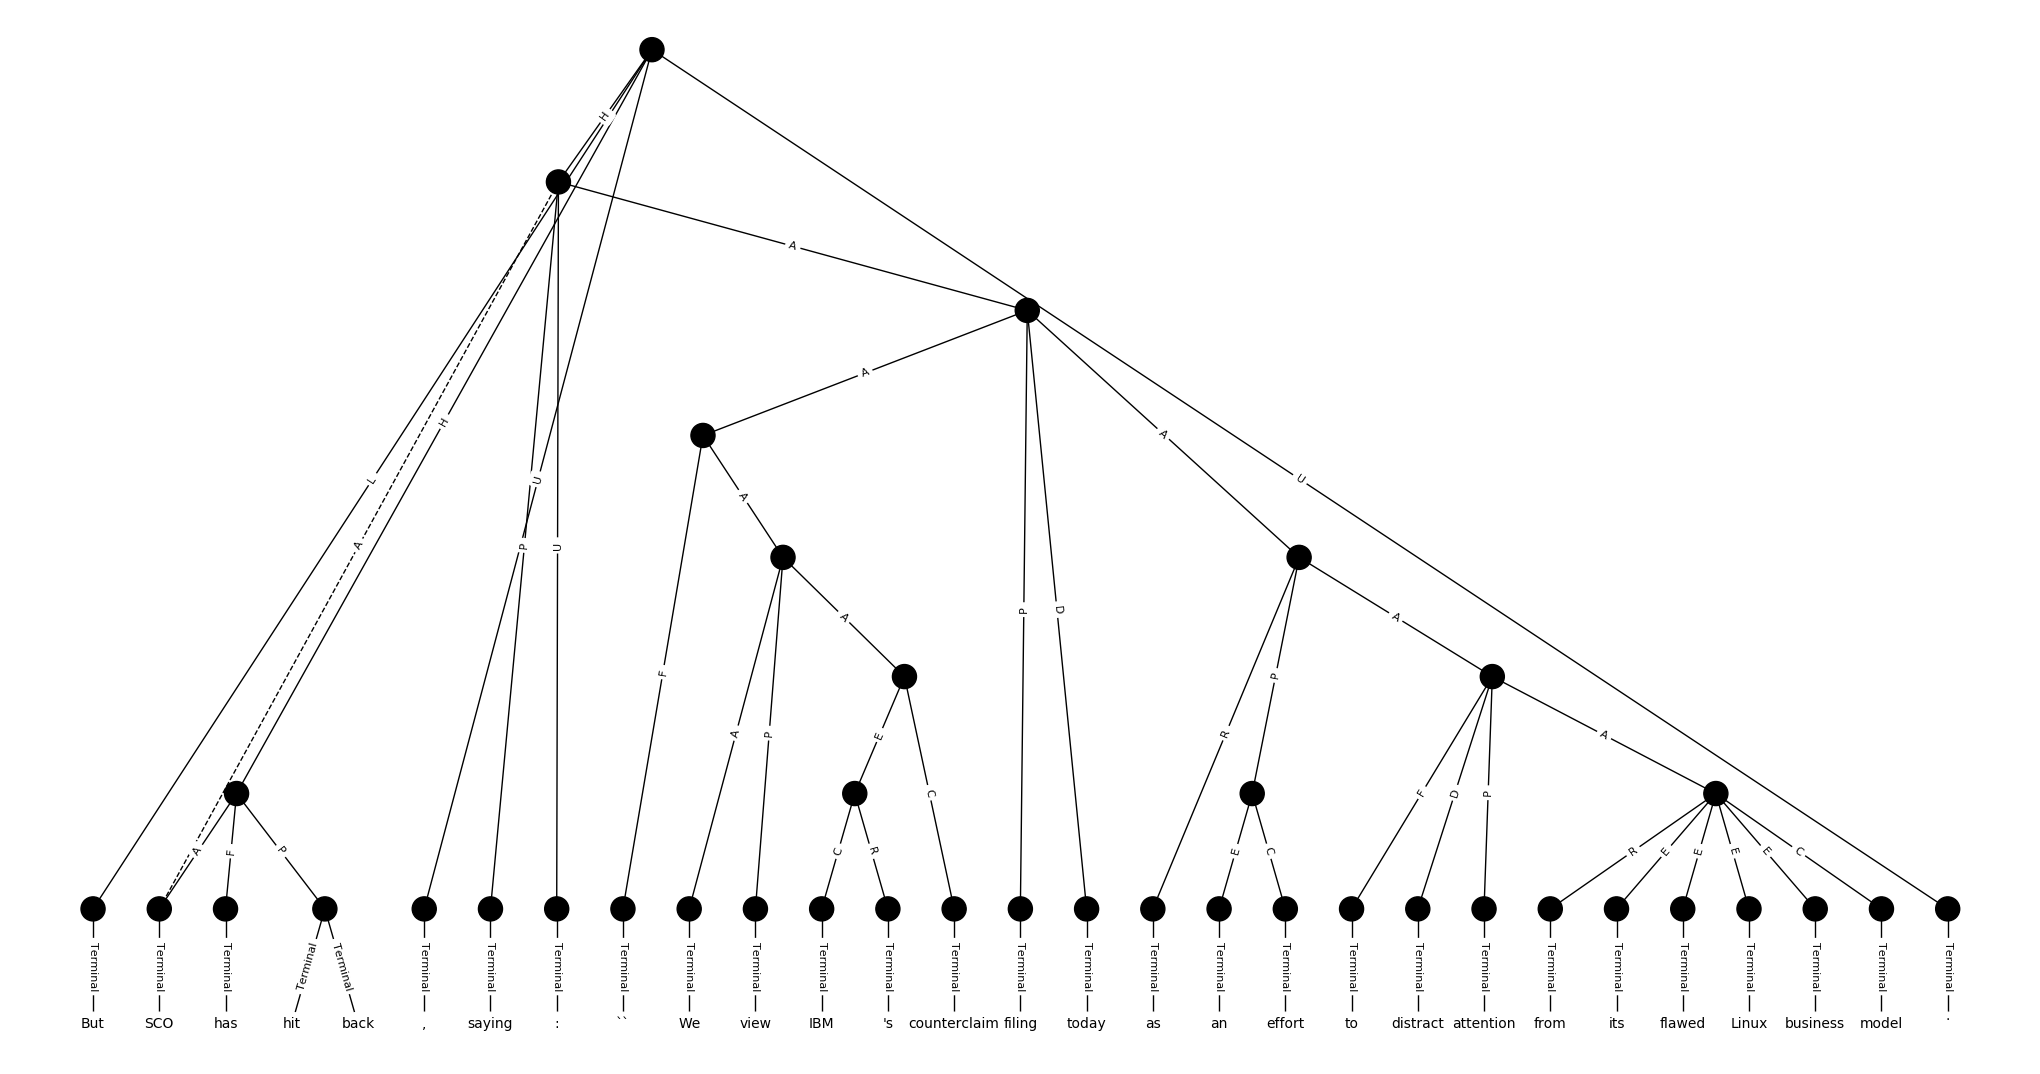 H
A
A
H
A
L
U
U
A
A
P
U
A
A
P
D
F
P
R
A
P
E
A
A
F
D
P
E
C
C
R
A
F
P
E
C
R
E
E
E
E
C
Terminal Terminal Terminal Terminal Terminal Terminal Terminal Terminal Terminal Terminal Terminal Terminal Terminal Terminal Terminal Terminal Terminal Terminal Terminal Terminal Terminal Terminal Terminal Terminal Terminal Terminal Terminal Terminal Terminal
But SCO has hit back , saying : `` We view IBM 's counterclaim filing today as an effort to distract attention from its flawed Linux business model .